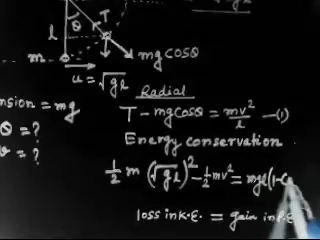 l
θ
T
m
mg cosθ
u = √gl
Radial
T - mg cosθ = mv²/l -(1)
nsion = mg
θ = ?
v = ?
Energy conservation
½ m (√gl)² - ½ mv² = mgl(1-c
loss in K.E. = gain in P.E